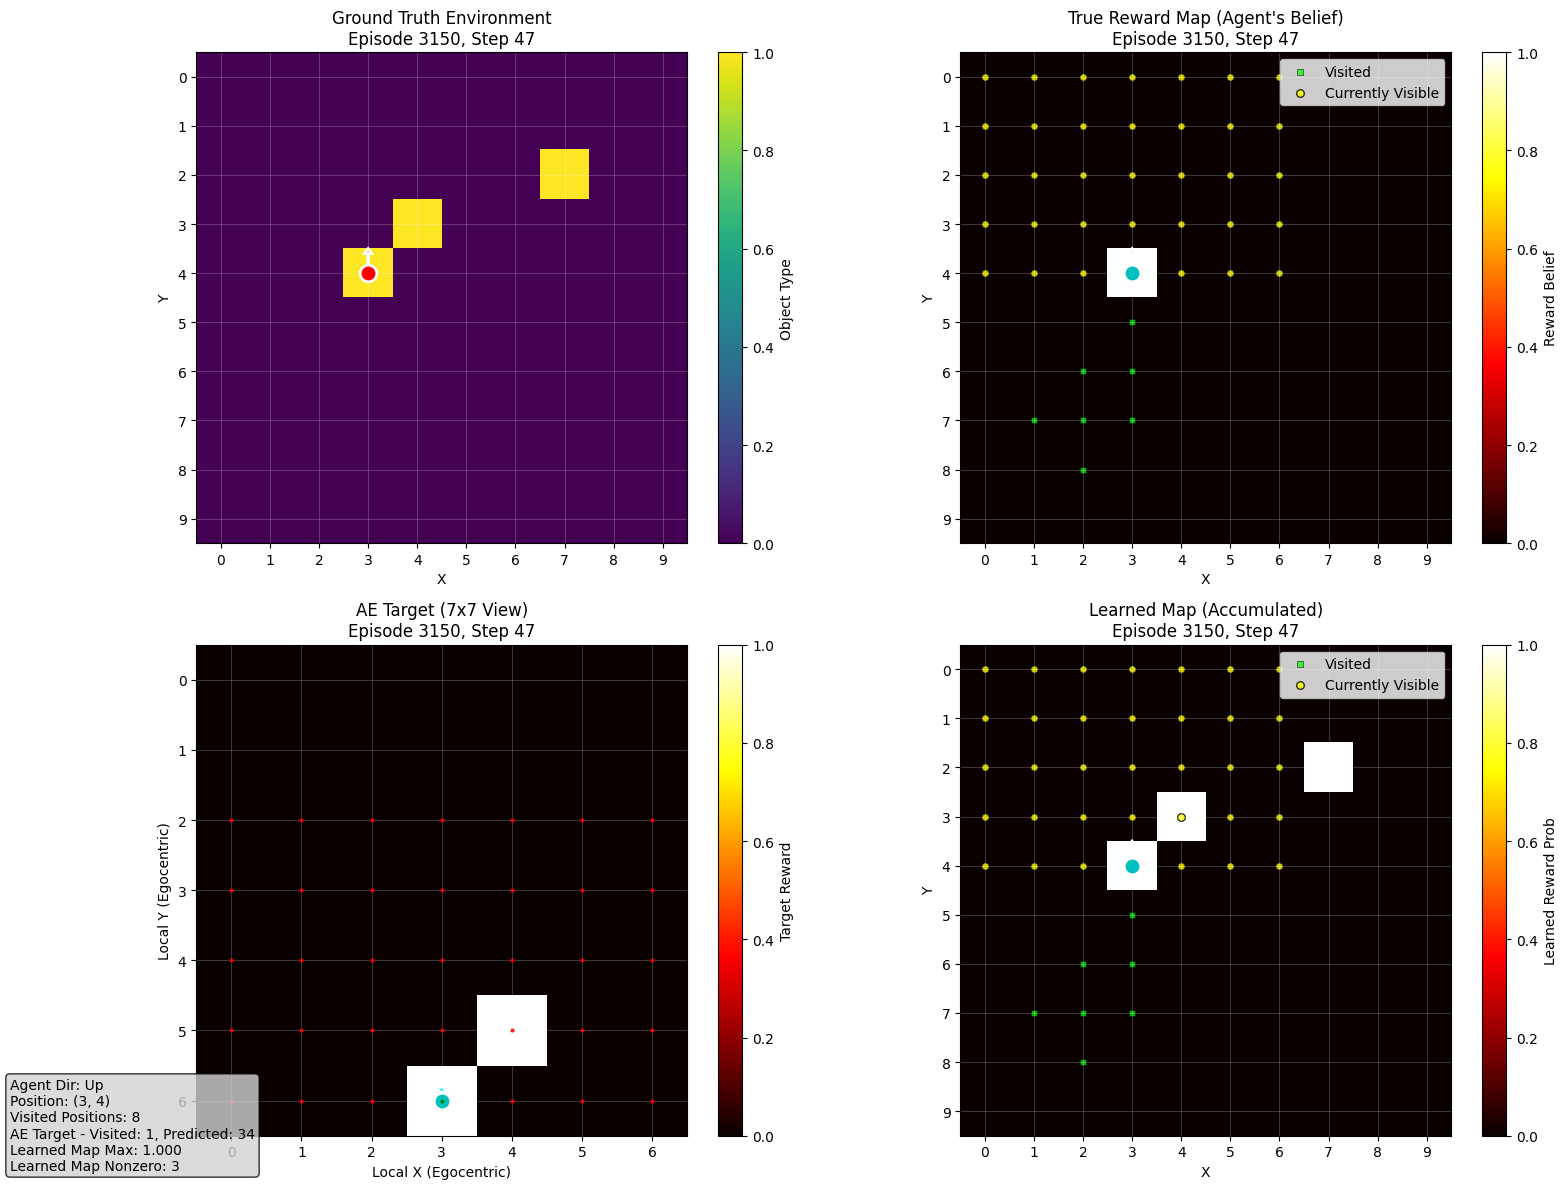 Ground Truth Environment
Episode 3150, Step 47
0
1
2
3
4
5
6
7
8
9
Y
0 1 2 3 4 5 6 7 8 9
X
1.0
0.8
0.6
0.4
0.2
0.0
Object Type
True Reward Map (Agent's Belief)
Episode 3150, Step 47
Visited
Currently Visible
0
1
2
3
4
5
6
7
8
9
Y
0 1 2 3 4 5 6 7 8 9
X
1.0
0.8
0.6
0.4
0.2
0.0
Reward Belief
AE Target (7x7 View)
Episode 3150, Step 47
0
1
2
3
4
5
6
Local Y (Egocentric)
0 1 2 3 4 5 6
Local X (Egocentric)
1.0
0.8
0.6
0.4
0.2
0.0
Target Reward
Agent Dir: Up
Position: (3, 4)
Visited Positions: 8
AE Target - Visited: 1, Predicted: 34
Learned Map Max: 1.000
Learned Map Nonzero: 3
Learned Map (Accumulated)
Episode 3150, Step 47
Visited
Currently Visible
0
1
2
3
4
5
6
7
8
9
Y
0 1 2 3 4 5 6 7 8 9
X
1.0
0.8
0.6
0.4
0.2
0.0
Learned Reward Prob